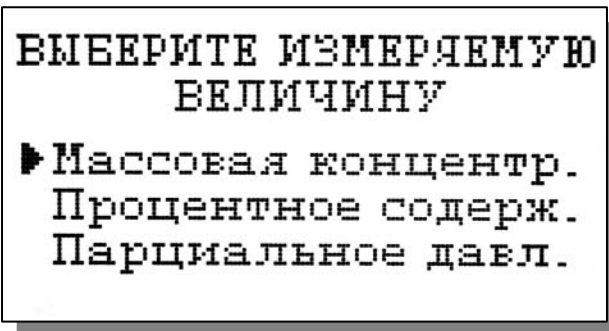 ВЫБЕРИТЕ ИЗМЕРЯЕМУЮ
ВЕЛИЧИНУ
Массовая концентр.
Процентное содерж.
Парциальное давл.